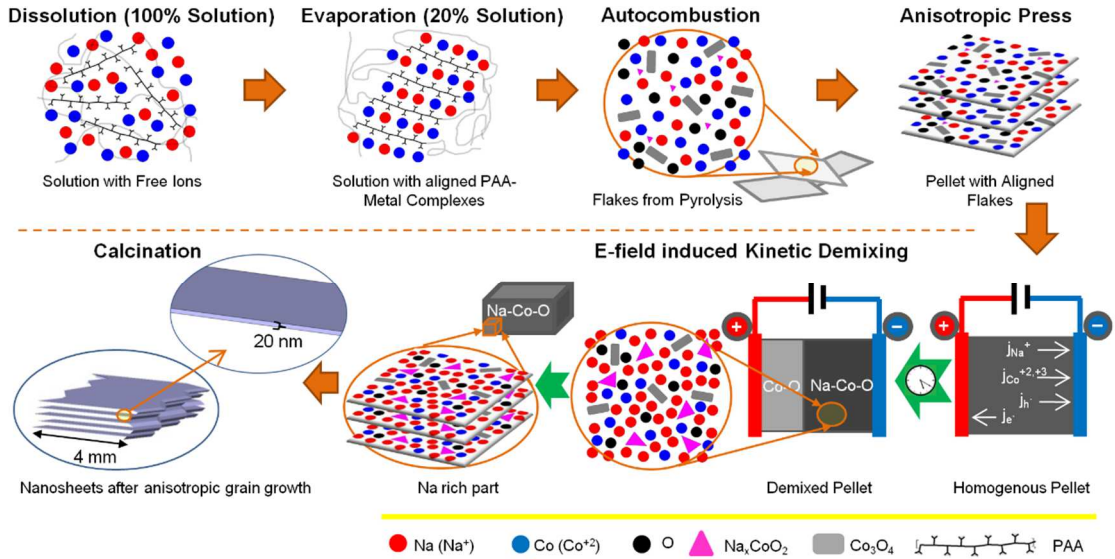 Dissolution (100% Solution)
Evaporation (20% Solution)
Autocombustion
Anisotropic Press
Solution with Free Ions
Solution with aligned PAA-
Metal Complexes
Flakes from Pyrolysis
Pellet with Aligned
Flakes
Calcination
E-field induced Kinetic Demixing
20 nm
4 mm
Nanosheets after anisotropic grain growth
Na-Co-O
Na rich part
+
−
Co-O
Na-Co-O
Demixed Pellet
+
−
jNa+
jCo+2,+3
jh·
je-
Homogenous Pellet
Na (Na+)
Co (Co+2)
O
NaxCoO2
Co3O4
PAA